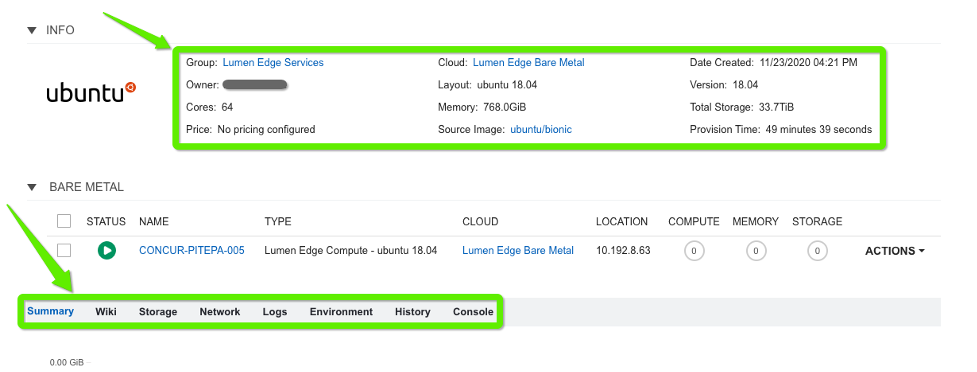 INFO
ubuntu
Group: Lumen Edge Services Cloud: Lumen Edge Bare Metal Date Created: 11/23/2020 04:21 PM
Owner: Layout: ubuntu 18.04 Version: 18.04
Cores: 64 Memory: 768.0GiB Total Storage: 33.7TiB
Price: No pricing configured Source Image: ubuntu/bionic Provision Time: 49 minutes 39 seconds
BARE METAL
STATUS NAME TYPE CLOUD LOCATION COMPUTE MEMORY STORAGE
CONCUR-PITEPA-005 Lumen Edge Compute - ubuntu 18.04 Lumen Edge Bare Metal 10.192.8.63 0 0 0 ACTIONS
Summary Wiki Storage Network Logs Environment History Console
0.00 GiB